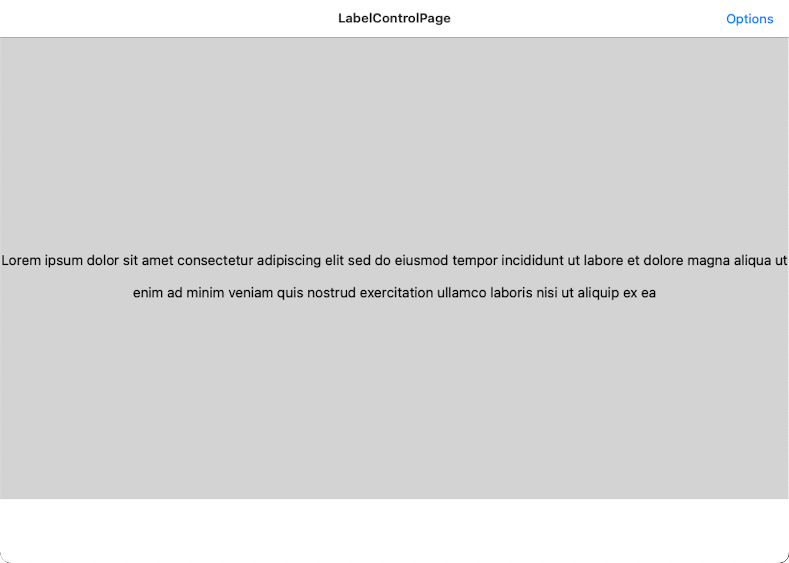 LabelControlPage
Options
Lorem ipsum dolor sit amet consectetur adipiscing elit sed do eiusmod tempor incididunt ut labore et dolore magna aliqua ut
enim ad minim veniam quis nostrud exercitation ullamco laboris nisi ut aliquip ex ea